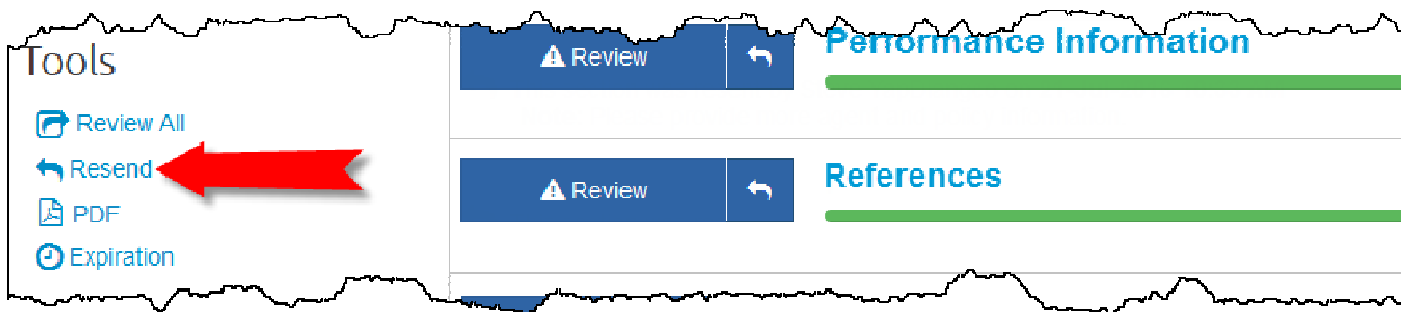 Tools
Review All
Resend
PDF
Expiration
Review
Performance Information
Review
References